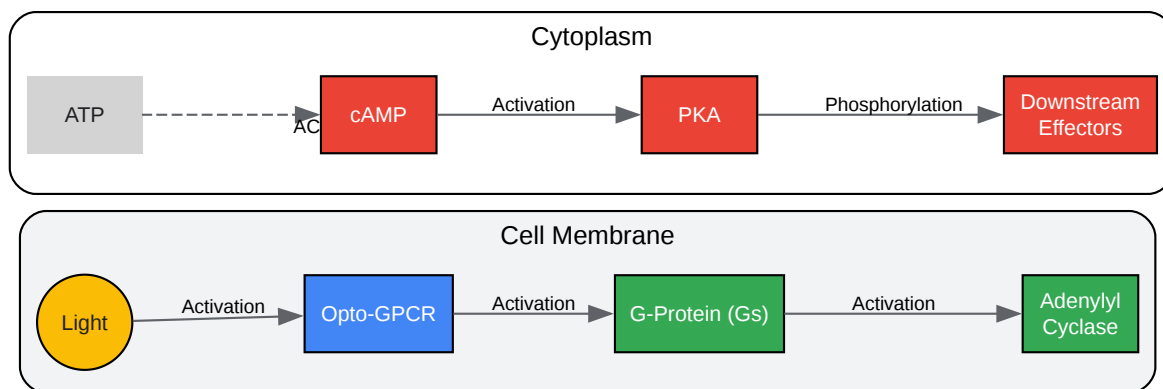 Cytoplasm
ATP
AC
cAMP
Activation
PKA
Phosphorylation
Downstream
Effectors
Cell Membrane
Light
Activation
Opto-GPCR
Activation
G-Protein (Gs)
Activation
Adenylyl
Cyclase